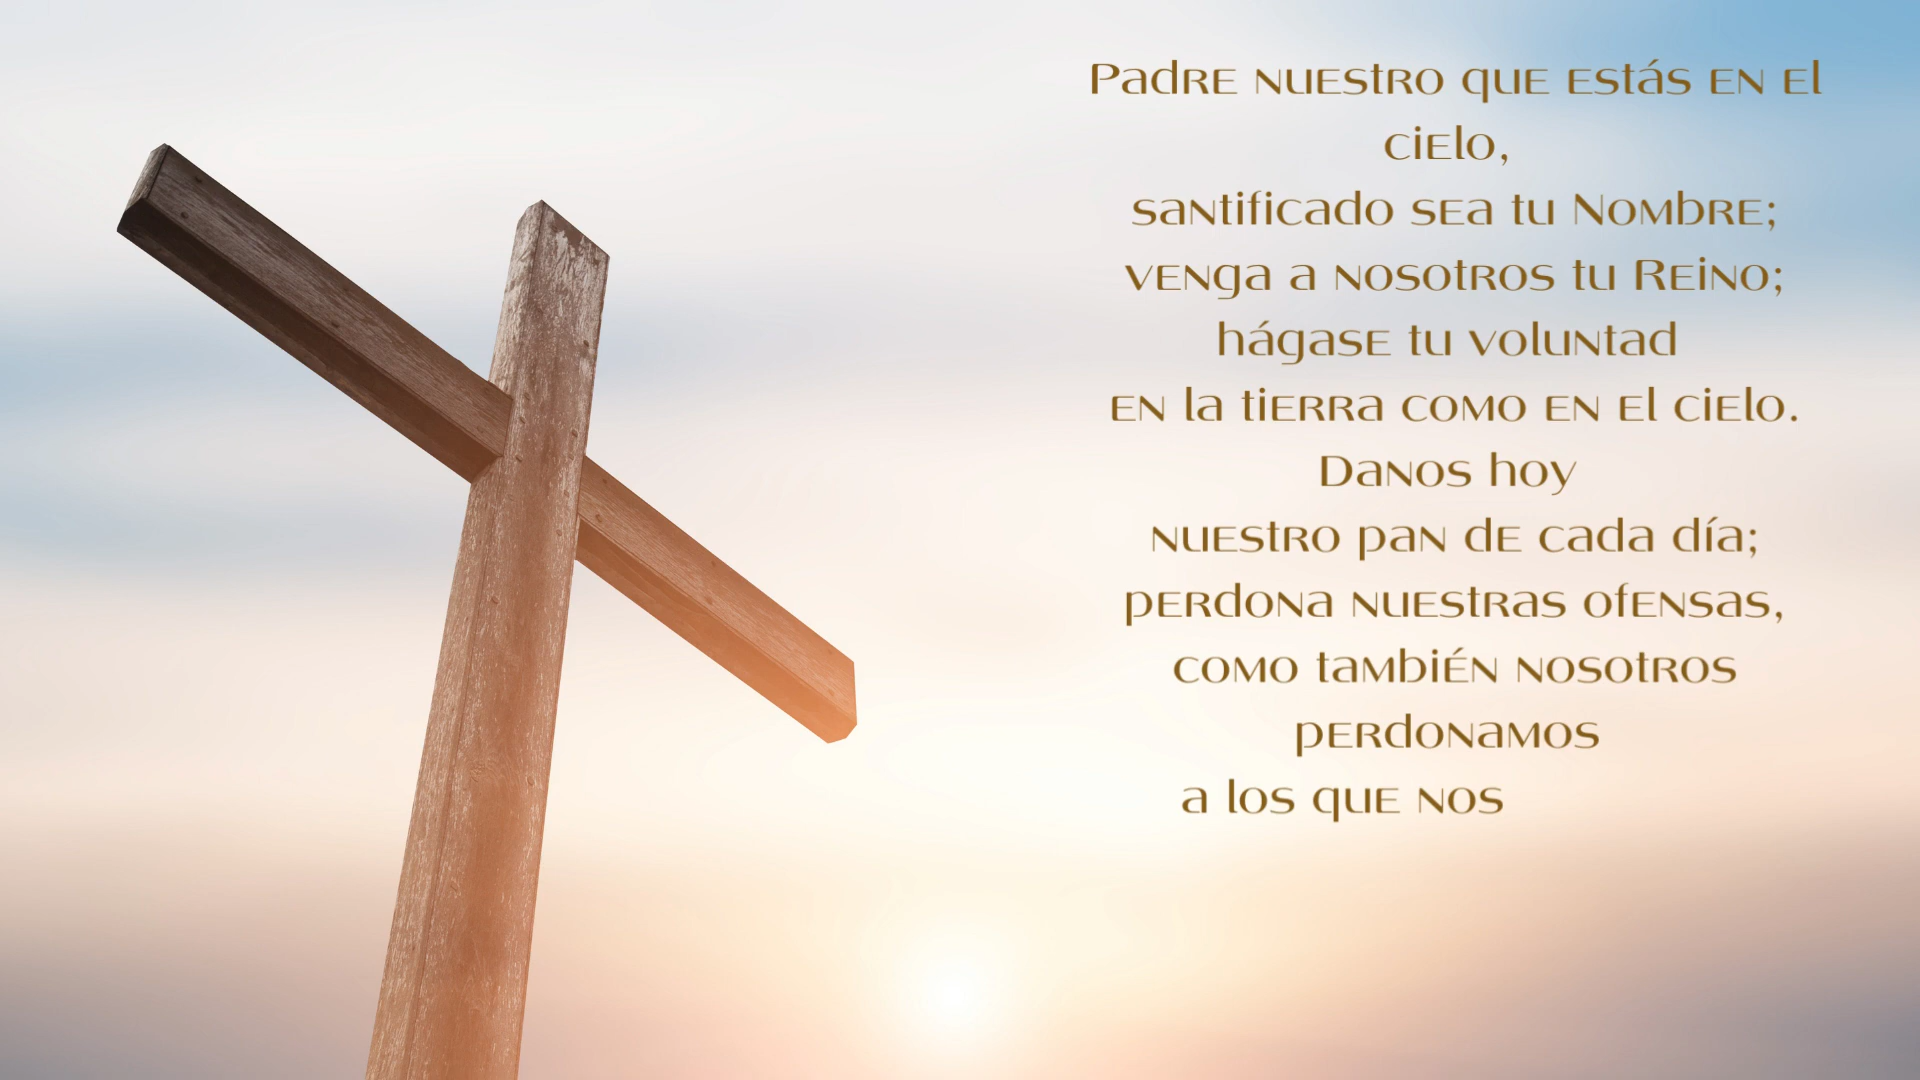 Padre nuestro que estás en el
cielo,
santificado sea tu Nombre;
venga a nosotros tu Reino;
hágase tu voluntad
en la tierra como en el cielo.
Danos hoy
nuestro pan de cada día;
perdona nuestras ofensas,
como también nosotros
perdonamos
a los que nos